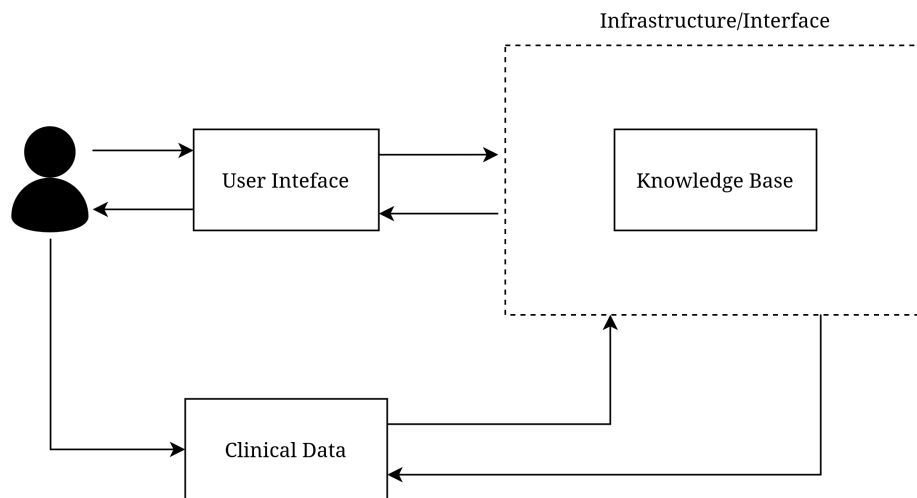 Infrastructure/Interface
User Inteface
Knowledge Base
Clinical Data